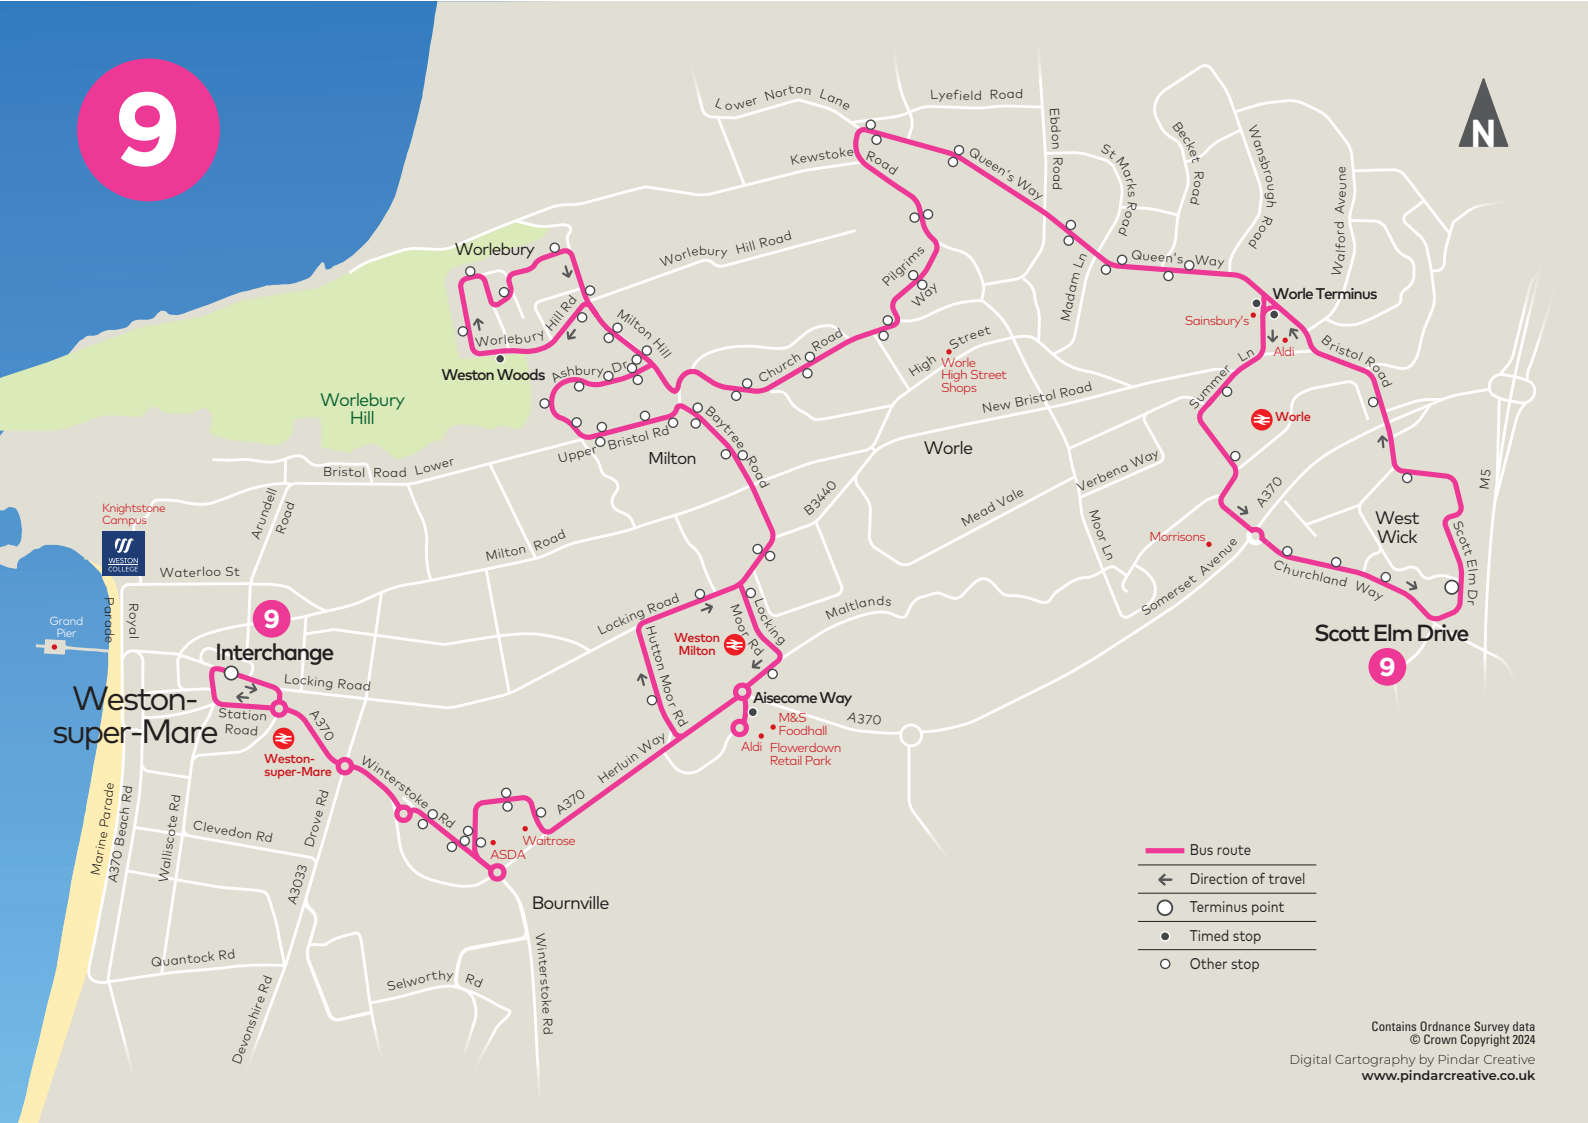 9
N
Lower Norton Lane
Lyefield Road
Ebdon Road
St Marks Road
Becket Road
Wansbrough Road
Walford Aveune
Kewstoke Road
Queen's Way
Queen's Way
Worlebury
Worlebury Hill Road
Pilgrims Way
Madam Ln
Worle Terminus
Sainsbury's
Aldi
Bristol Road
Worlebury Hill Rd
Milton Hill
Weston Woods
Ashbury Dr
Church Road
High Street
Worle
High Street
Shops
Summer Ln
Worlebury
Hill
New Bristol Road
Worle
Upper Bristol Rd
Baytree Road
Milton
Worle
Bristol Road Lower
Verbena Way
M5
A370
B3440
Mead Vale
Moor Ln
Arundell
Road
Knightstone
Campus
WESTON
COLLEGE
Milton Road
Morrisons
West
Wick
Scott Elm Dr
Waterloo St
Somerset Avenue
Churchland Way
Royal
Parade
Grand
Pier
9
Interchange
Locking Road
Locking
Moor Rd
Maltlands
Weston
Milton
Hutton Moor Rd
Scott Elm Drive
9
Locking Road
Weston-
super-Mare
Station
Road
A370
Weston-
super-Mare
Aisecome Way
A370
M&S
Foodhall
Aldi
Flowerdown
Retail Park
Herluin Way
A370
Winterstoke Rd
Marine Parade
A370 Beach Rd
Walliscote Rd
Clevedon Rd
Drove Rd
A3033
Waitrose
ASDA
Bournville
Quantock Rd
Devonshire Rd
Selworthy Rd
Winterstoke Rd
Bus route
Direction of travel
Terminus point
Timed stop
Other stop
Contains Ordnance Survey data
© Crown Copyright 2024
Digital Cartography by Pindar Creative
www.pindarcreative.co.uk